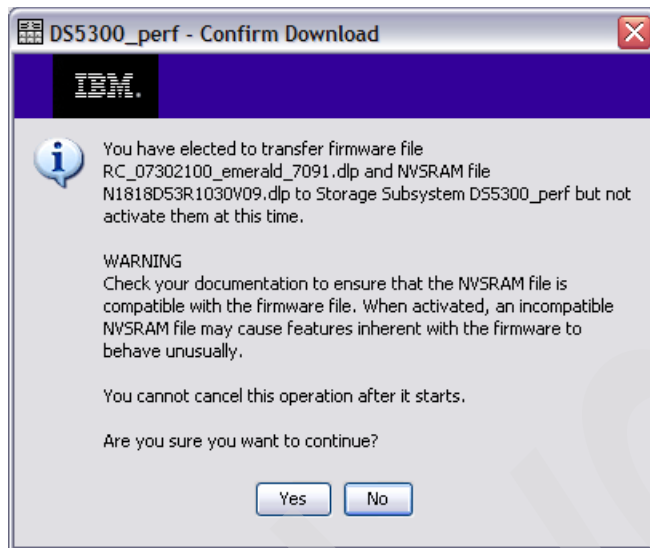 DS5300_perf - Confirm Download
IBM.
You have elected to transfer firmware file
RC_07302100_emerald_7091.dlp and NVSRAM file
N1818D53R1030V09.dlp to Storage Subsystem DS5300_perf but not
activate them at this time.
WARNING
Check your documentation to ensure that the NVSRAM file is
compatible with the firmware file. When activated, an incompatible
NVSRAM file may cause features inherent with the firmware to
behave unusually.
You cannot cancel this operation after it starts.
Are you sure you want to continue?
Yes
No